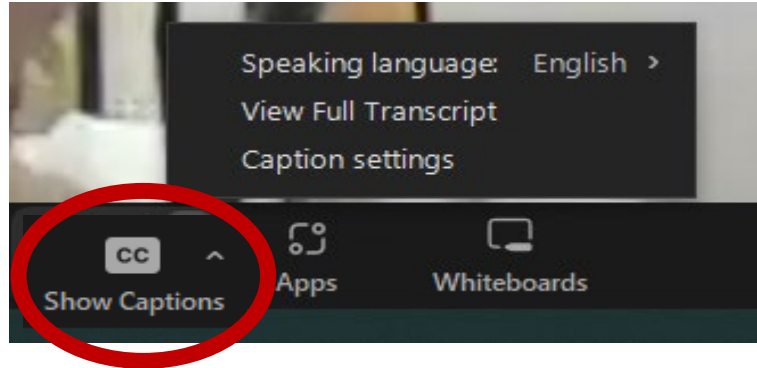 Speaking language: English >
View Full Transcript
Caption settings
CC
Show Captions
Apps
Whiteboards